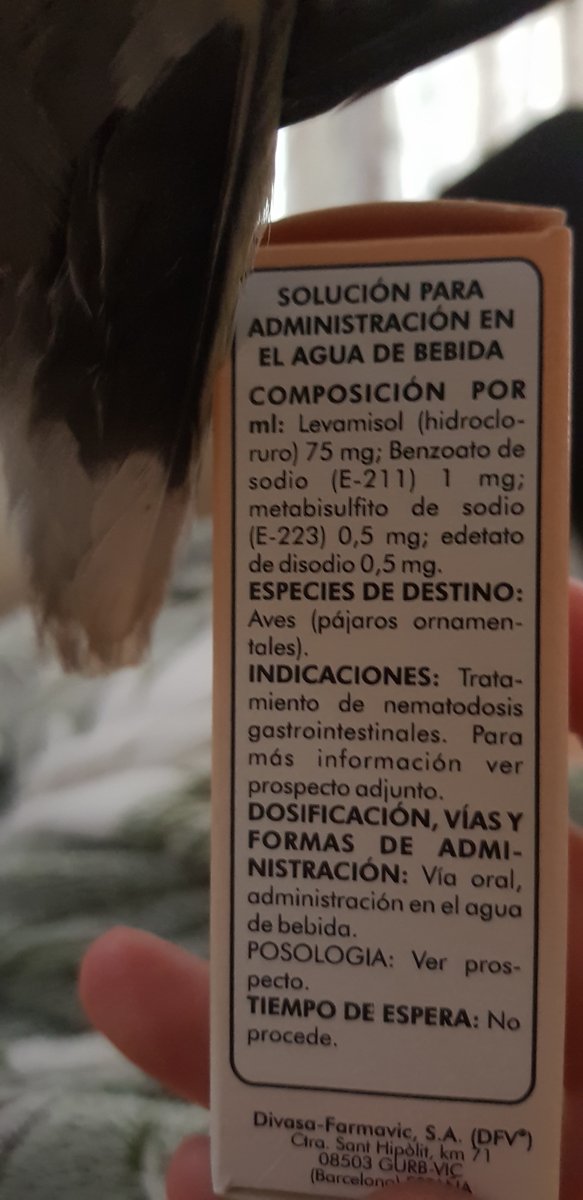 SOLUCIÓN PARA
ADMINISTRACIÓN EN
EL AGUA DE BEBIDA
COMPOSICIÓN POR
ml: Levamisol (hidroclo-
ruro) 75 mg; Benzoato de
sodio (E-211) 1 mg;
metabisulfito de sodio
(E-223) 0,5 mg; edetato
de disodio 0,5 mg.
ESPECIES DE DESTINO:
Aves (pájaros ornamen-
tales).
INDICACIONES: Trata-
miento de nematodosis
gastrointestinales. Para
más información ver
prospecto adjunto.
DOSIFICACIÓN, VÍAS Y
FORMAS DE ADMI-
NISTRACIÓN: Vía oral,
administración en el agua
de bebida.
POSOLOGIA: Ver pros-
pecto.
TIEMPO DE ESPERA: No
procede.
Divasa-Farmavic, S.A. (DFV®)
Ctra. Sant Hipòlit, km 71
08503 GURB-VIC
(Barcelona)